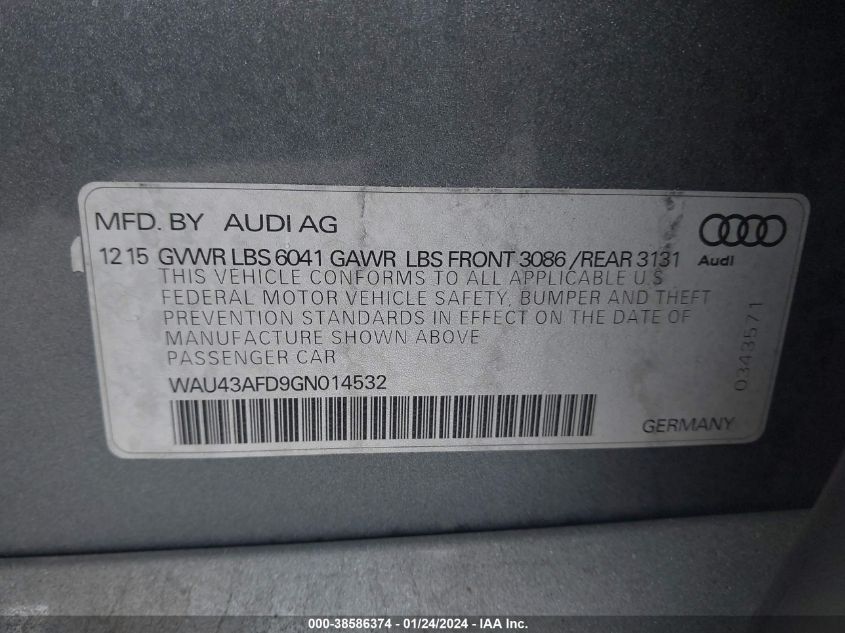 MFD. BY AUDI AG
12 15 GVWR LBS 6041 GAWR LBS FRONT 3086 /REAR 3131
Audi
THIS VEHICLE CONFORMS TO ALL APPLICABLE U.S
FEDERAL MOTOR VEHICLE SAFETY, BUMPER AND THEFT
PREVENTION STANDARDS IN EFFECT ON THE DATE OF
MANUFACTURE SHOWN ABOVE
PASSENGER CAR
WAU43AFD9GN014532
GERMANY
0343571
000-38586374 - 01/24/2024 - IAA Inc.